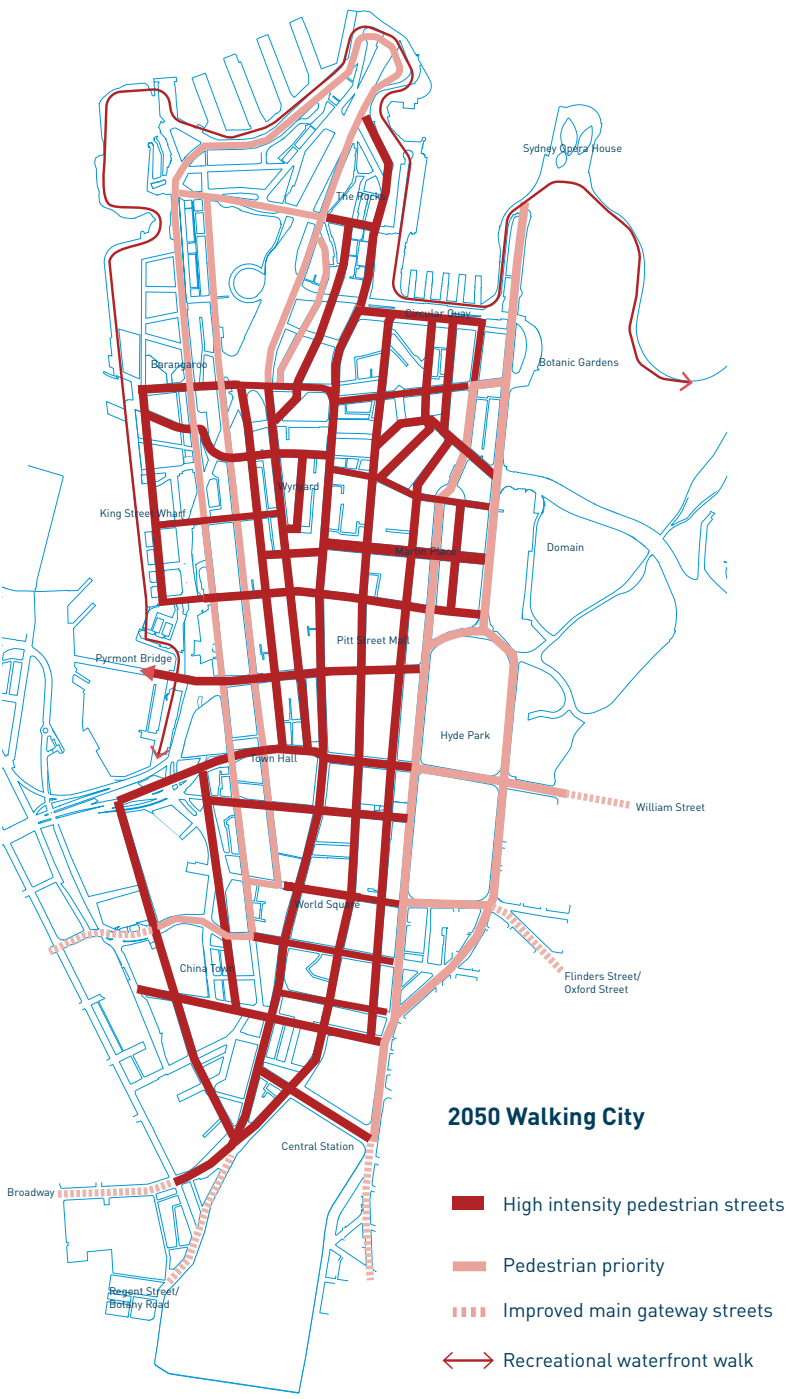 Sydney Opera House
The Rocks
Circular Quay
Barangaroo
Botanic Gardens
Wynyard
King Street Wharf
Martin Place
Domain
Pitt Street Mall
Pyrmont Bridge
Hyde Park
Town Hall
William Street
World Square
China Town
Flinders Street/
Oxford Street
2050 Walking City
Central Station
Broadway
High intensity pedestrian streets
Pedestrian priority
Regent Street/
Botany Road
Improved main gateway streets
Recreational waterfront walk